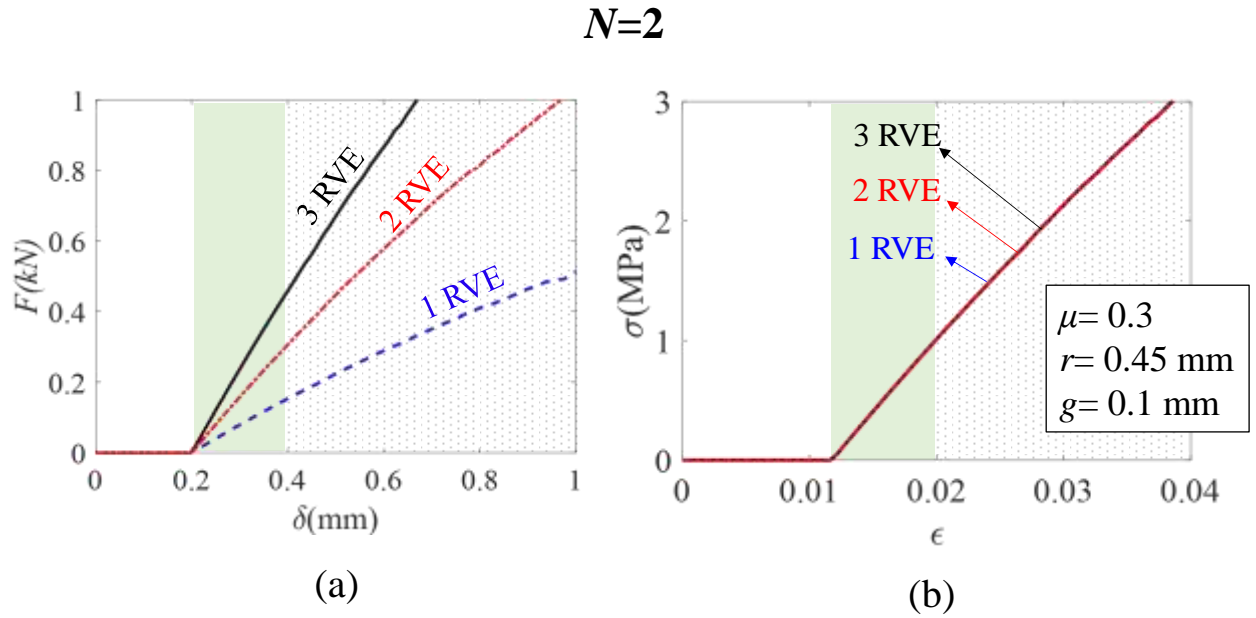 N=2
1
0.8
0.6
0.4
0.2
0
F(kN)
3 RVE
2 RVE
1 RVE
0
0.2
0.4
0.6
0.8
1
δ(mm)
(a)
3
2
1
0
σ(MPa)
3 RVE
2 RVE
1 RVE
μ= 0.3
r= 0.45 mm
g= 0.1 mm
0
0.01
0.02
0.03
0.04
ϵ
(b)